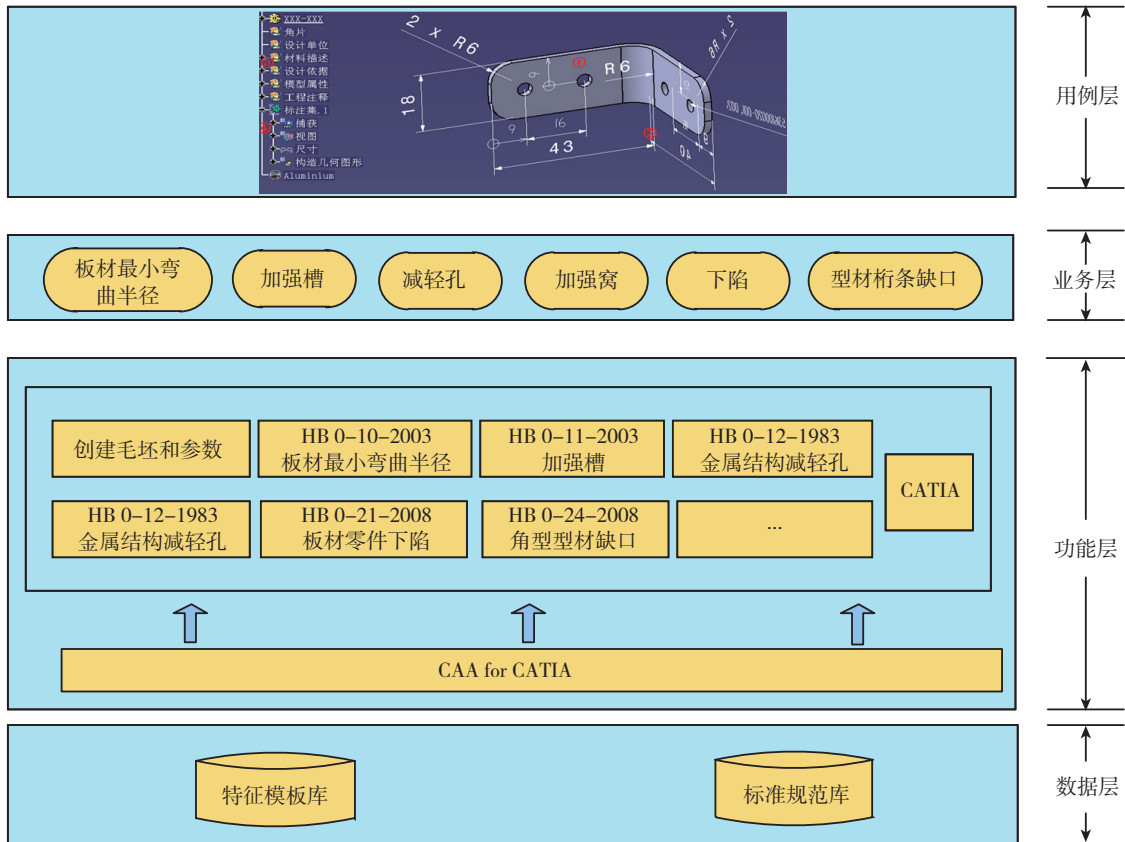 XXX-XXX
角片
设计单位
材料描述
设计依据
模型属性
工程注释
标注集.1
捕获
视图
尺寸
构造几何图形
Aluminium
2 x R6
2 x R6
R6
18
9
16
9
43
40
用例层
板材最小弯
曲半径
加强槽
减轻孔
加强窝
下陷
型材桁条缺口
业务层
创建毛坯和参数
HB 0-10-2003
板材最小弯曲半径
HB 0-11-2003
加强槽
HB 0-12-1983
金属结构减轻孔
CATIA
HB 0-12-1983
金属结构减轻孔
HB 0-21-2008
板材零件下陷
HB 0-24-2008
角型型材缺口
...
功能层
CAA for CATIA
特征模板库
标准规范库
数据层